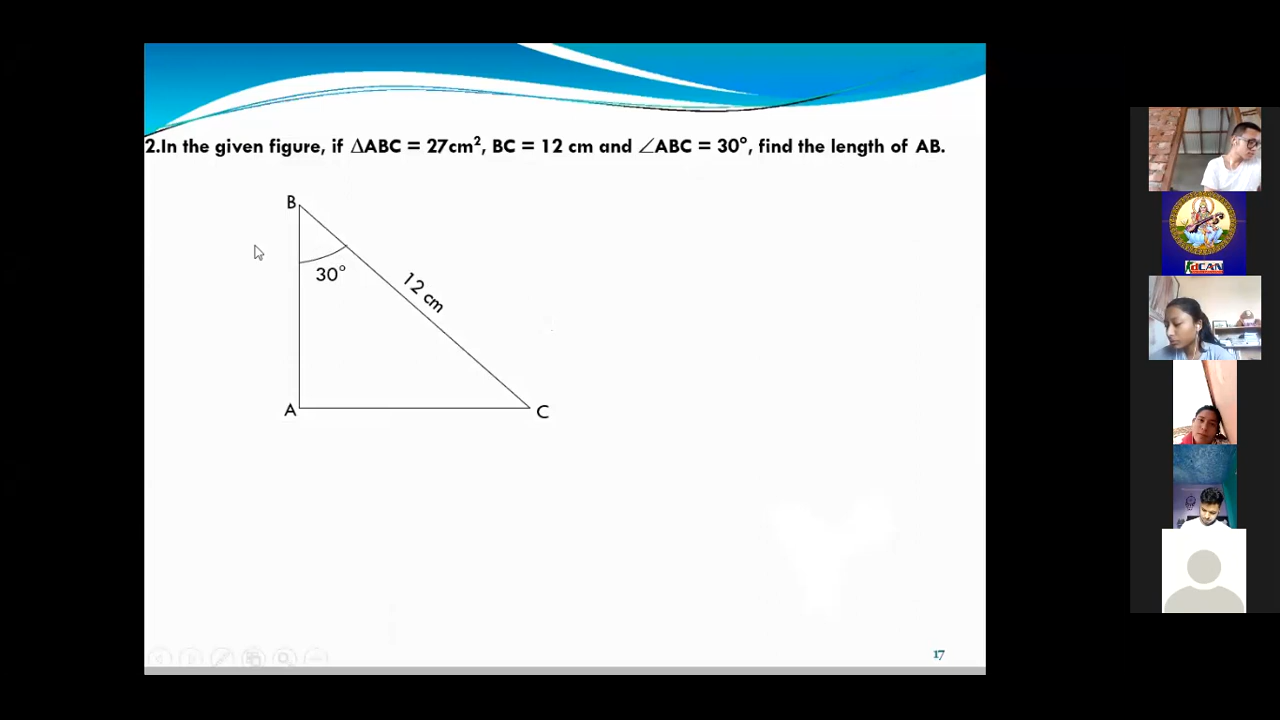 2.In the given figure, if ∆ABC = 27cm², BC = 12 cm and ∠ABC = 30°, find the length of AB.
B
30°
12 cm
A
C
17